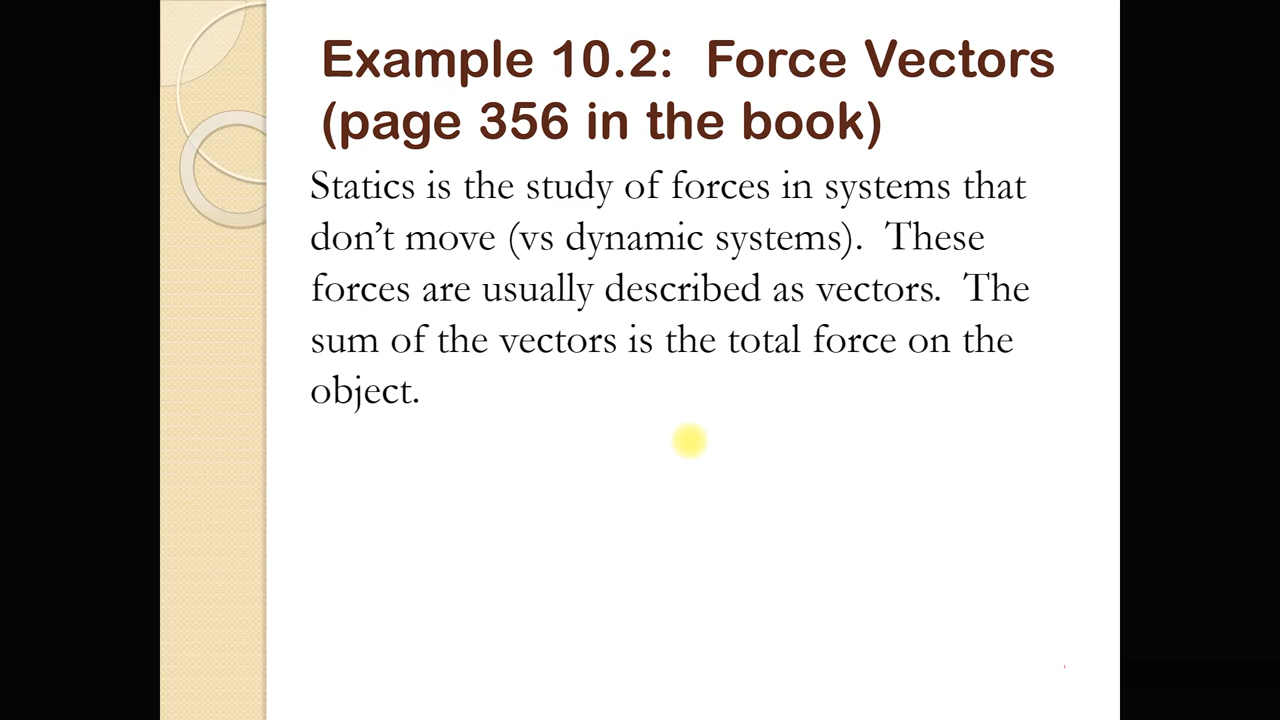 Example 10.2:  Force Vectors
(page 356 in the book)
Statics is the study of forces in systems that
don’t move (vs dynamic systems).  These
forces are usually described as vectors.  The
sum of the vectors is the total force on the
object.